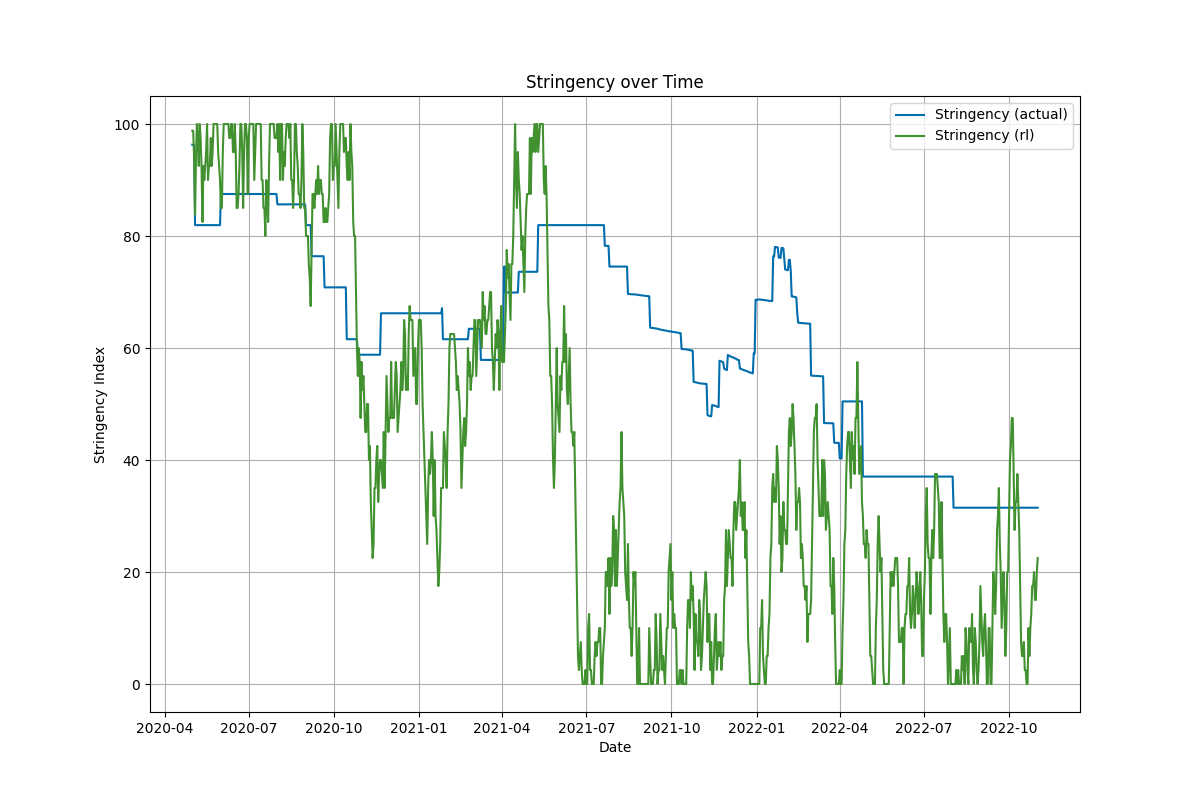 Stringency over Time
Stringency (actual)
Stringency (rl)
Stringency Index
100
80
60
40
20
0
2020-04 2020-07 2020-10 2021-01 2021-04 2021-07 2021-10 2022-01 2022-04 2022-07 2022-10
Date